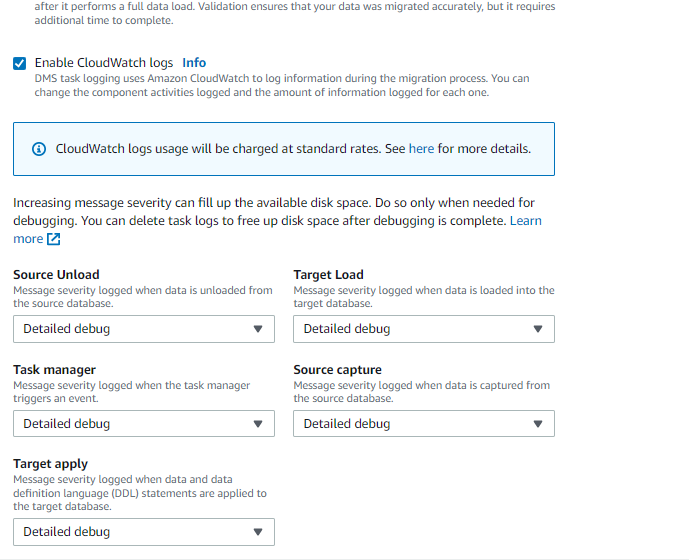 after it performs a full data load. Validation ensures that your data was migrated accurately, but it requires
additional time to complete.
Enable CloudWatch logs Info
DMS task logging uses Amazon CloudWatch to log information during the migration process. You can
change the component activities logged and the amount of information logged for each one.
CloudWatch logs usage will be charged at standard rates. See here for more details.
Increasing message severity can fill up the available disk space. Do so only when needed for
debugging. You can delete task logs to free up disk space after debugging is complete. Learn
more
Source Unload
Message severity logged when data is unloaded from
the source database.
Detailed debug
Target Load
Message severity logged when data is loaded into the
target database.
Detailed debug
Task manager
Message severity logged when the task manager
triggers an event.
Detailed debug
Source capture
Message severity logged when data is captured from
the source database.
Detailed debug
Target apply
Message severity logged when data and data
definition language (DDL) statements are applied to
the target database.
Detailed debug